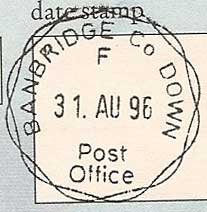 date stamp
BANBRIDGE Co DOWN
F
31. AU 96
Post
Office